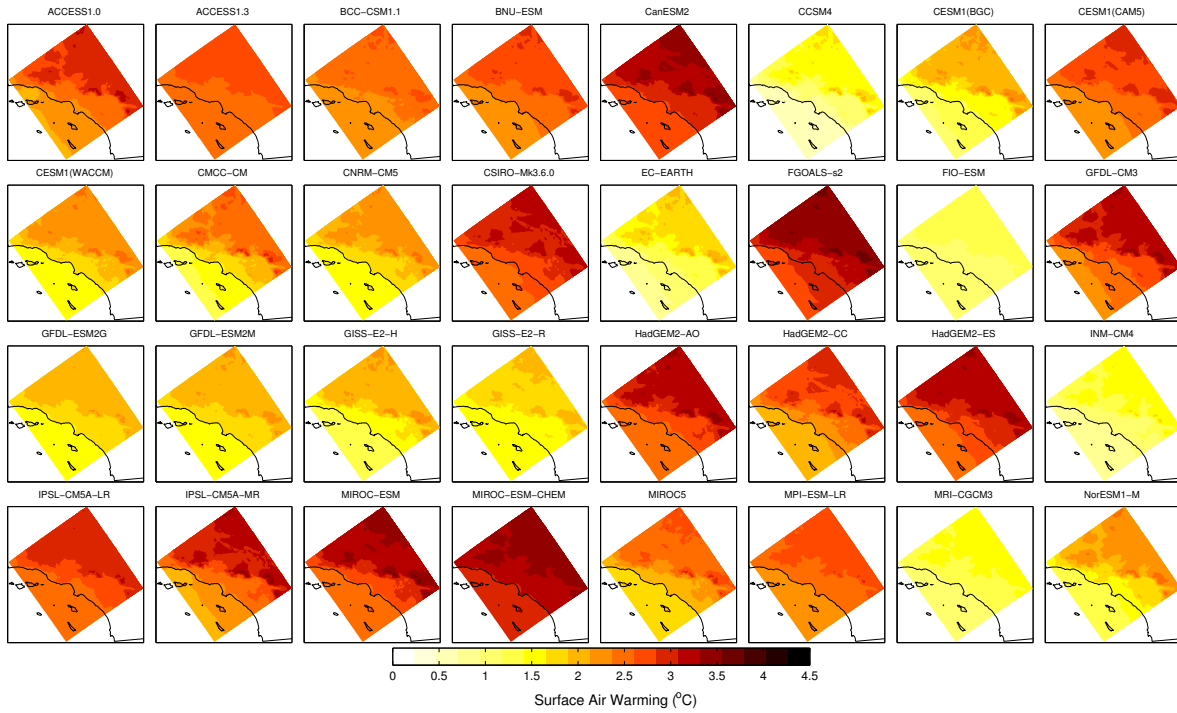 ACCESS1.0 ACCESS1.3 BCC−CSM1.1 BNU−ESM CanESM2 CCSM4 CESM1(BGC) CESM1(CAM5)
CESM1(WACCM) CMCC−CM CNRM−CM5 CSIRO−Mk3.6.0 EC−EARTH FGOALS−s2 FIO−ESM GFDL−CM3
GFDL−ESM2G GFDL−ESM2M GISS−E2−H GISS−E2−R HadGEM2−AO HadGEM2−CC HadGEM2−ES INM−CM4
IPSL−CM5A−LR IPSL−CM5A−MR MIROC−ESM MIROC−ESM−CHEM MIROC5 MPI−ESM−LR MRI−CGCM3 NorESM1−M
0 0.5 1 1.5 2 2.5 3 3.5 4 4.5
Surface Air Warming (°C)